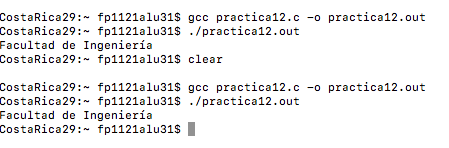 CostaRica29:~ fp1121alu31$ gcc practica12.c -o practica12.out
CostaRica29:~ fp1121alu31$ ./practica12.out
Facultad de Ingeniería
CostaRica29:~ fp1121alu31$ clear
CostaRica29:~ fp1121alu31$ gcc practica12.c -o practica12.out
CostaRica29:~ fp1121alu31$ ./practica12.out
Facultad de Ingeniería
CostaRica29:~ fp1121alu31$